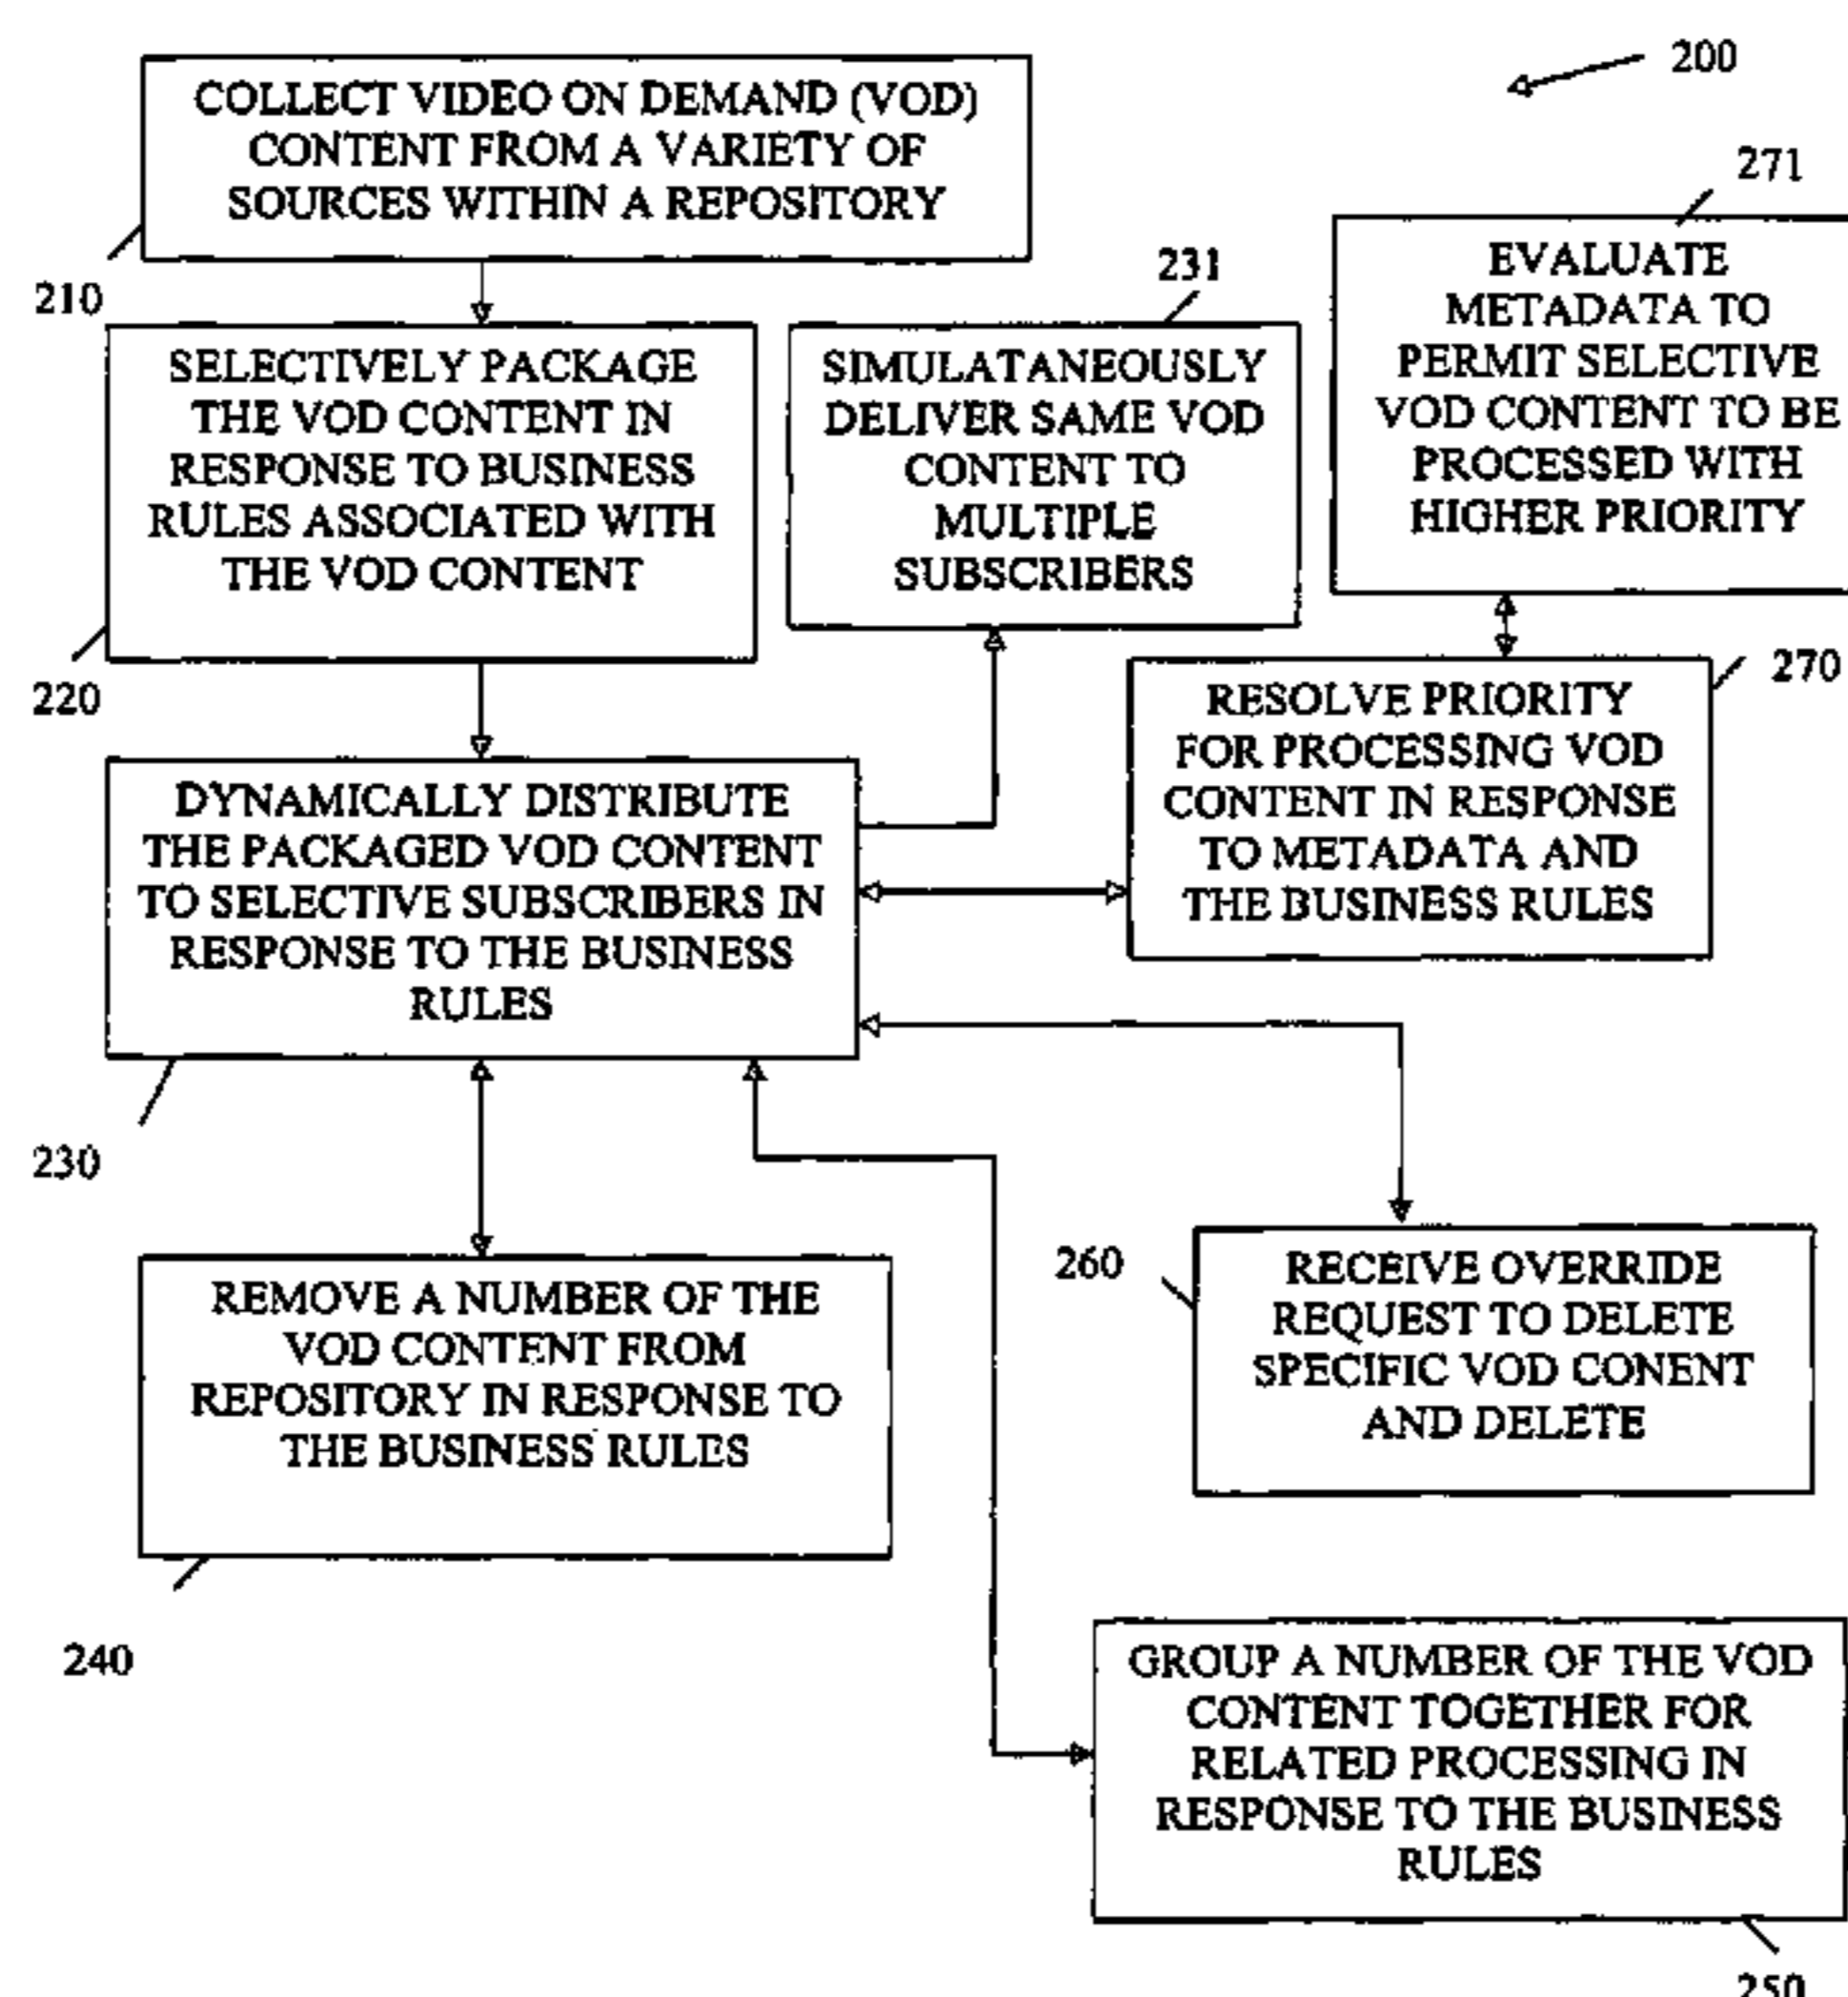 200
COLLECT VIDEO ON DEMAND (VOD)
CONTENT FROM A VARIETY OF
SOURCES WITHIN A REPOSITORY
210
271
EVALUATE
METADATA TO
PERMIT SELECTIVE
VOD CONTENT TO BE
PROCESSED WITH
HIGHER PRIORITY
231
SIMULATANEOUSLY
DELIVER SAME VOD
CONTENT TO
MULTIPLE
SUBSCRIBERS
SELECTIVELY PACKAGE
THE VOD CONTENT IN
RESPONSE TO BUSINESS
RULES ASSOCIATED WITH
THE VOD CONTENT
220
270
RESOLVE PRIORITY
FOR PROCESSING VOD
CONTENT IN RESPONSE
TO METADATA AND
THE BUSINESS RULES
DYNAMICALLY DISTRIBUTE
THE PACKAGED VOD CONTENT
TO SELECTIVE SUBSCRIBERS IN
RESPONSE TO THE BUSINESS
RULES
230
REMOVE A NUMBER OF THE
VOD CONTENT FROM
REPOSITORY IN RESPONSE TO
THE BUSINESS RULES
240
260
RECEIVE OVERRIDE
REQUEST TO DELETE
SPECIFIC VOD CONENT
AND DELETE
GROUP A NUMBER OF THE VOD
CONTENT TOGETHER FOR
RELATED PROCESSING IN
RESPONSE TO THE BUSINESS
RULES
250